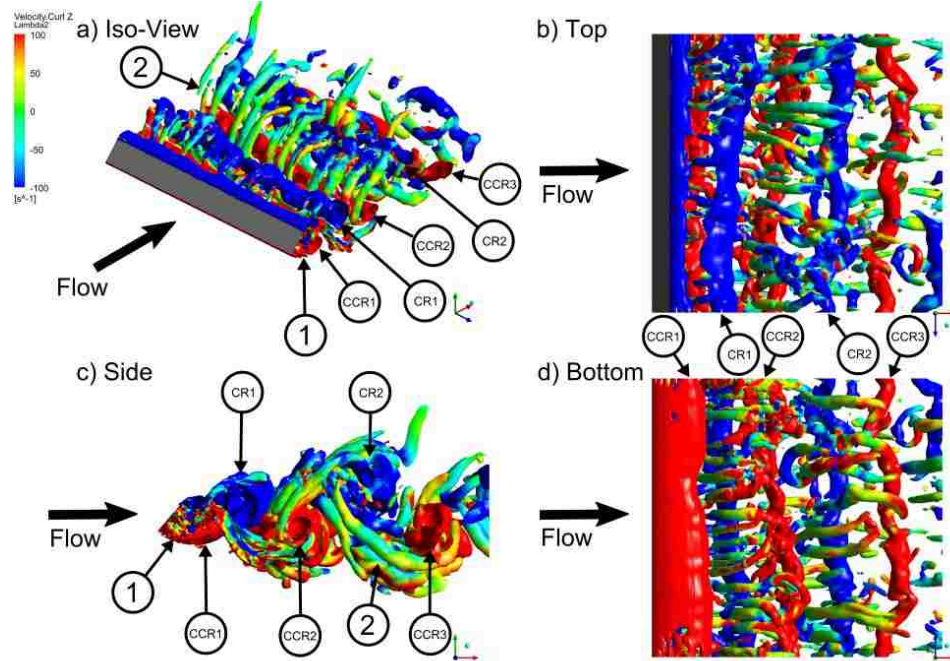 Velocity.Curl Z
Lambda2
100
50
0
-50
-100
[s^-1]
a) Iso-View
2
Flow
1
CCR1
CR1
CCR2
CR2
CCR3
b) Top
Flow
CCR1
CR1
CCR2
CR2
CCR3
c) Side
CR1
CR2
Flow
1
CCR1
CCR2
2
CCR3
d) Bottom
Flow